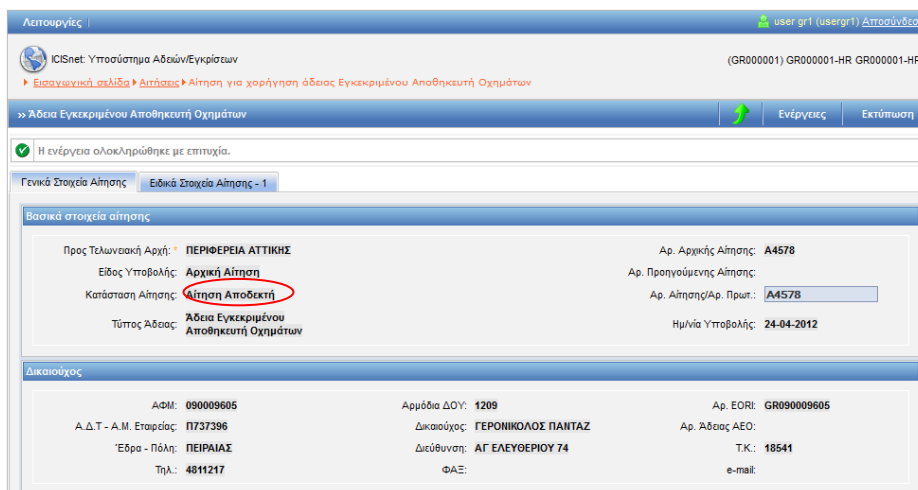 Λειτουργίες
user gr1 (usergr1) Αποσύνδεσ
ICISnet: Υποσύστημα Αδειών/Εγκρίσεων
(GR000001) GR000001-HR GR000001-HR
Εισαγωγική σελίδα Αιτήσεις Αίτηση για χορήγηση άδειας Εγκεκριμένου Αποθηκευτή Οχημάτων
»» Άδεια Εγκεκριμένου Αποθηκευτή Οχημάτων
Ενέργειες Εκτύπωση
Η ενέργεια ολοκληρώθηκε με επιτυχία.
Γενικά Στοιχεία Αίτησης Ειδικά Στοιχεία Αίτησης - 1
Βασικά στοιχεία αίτησης
Προς Τελωνειακή Αρχή: * ΠΕΡΙΦΕΡΕΙΑ ΑΤΤΙΚΗΣ Αρ. Αρχικής Αίτησης: A4578
Είδος Υποβολής: Αρχική Αίτηση Αρ. Προηγούμενης Αίτησης:
Κατάσταση Αίτησης: Αίτηση Αποδεκτή Αρ. Αίτησης/Αρ. Πρωτ.: A4578
Τύπος Άδειας: Άδεια Εγκεκριμένου
Αποθηκευτή Οχημάτων Ημ/νία Υποβολής: 24-04-2012
Δικαιούχος
ΑΦΜ: 090009605 Αρμόδια ΔΟΥ: 1209 Αρ. EORI: GR090009605
Α.Δ.Τ - Α.Μ. Εταιρείας: Π737396 Δικαιούχος: ΓΕΡΟΝΙΚΟΛΟΣ ΠΑΝΤΑΖ Αρ. Άδειας ΑΕΟ:
Έδρα - Πόλη: ΠΕΙΡΑΙΑΣ Διεύθυνση: ΑΓ ΕΛΕΥΘΕΡΙΟΥ 74 Τ.Κ.: 18541
Τηλ.: 4811217 ΦΑΞ: e-mail: